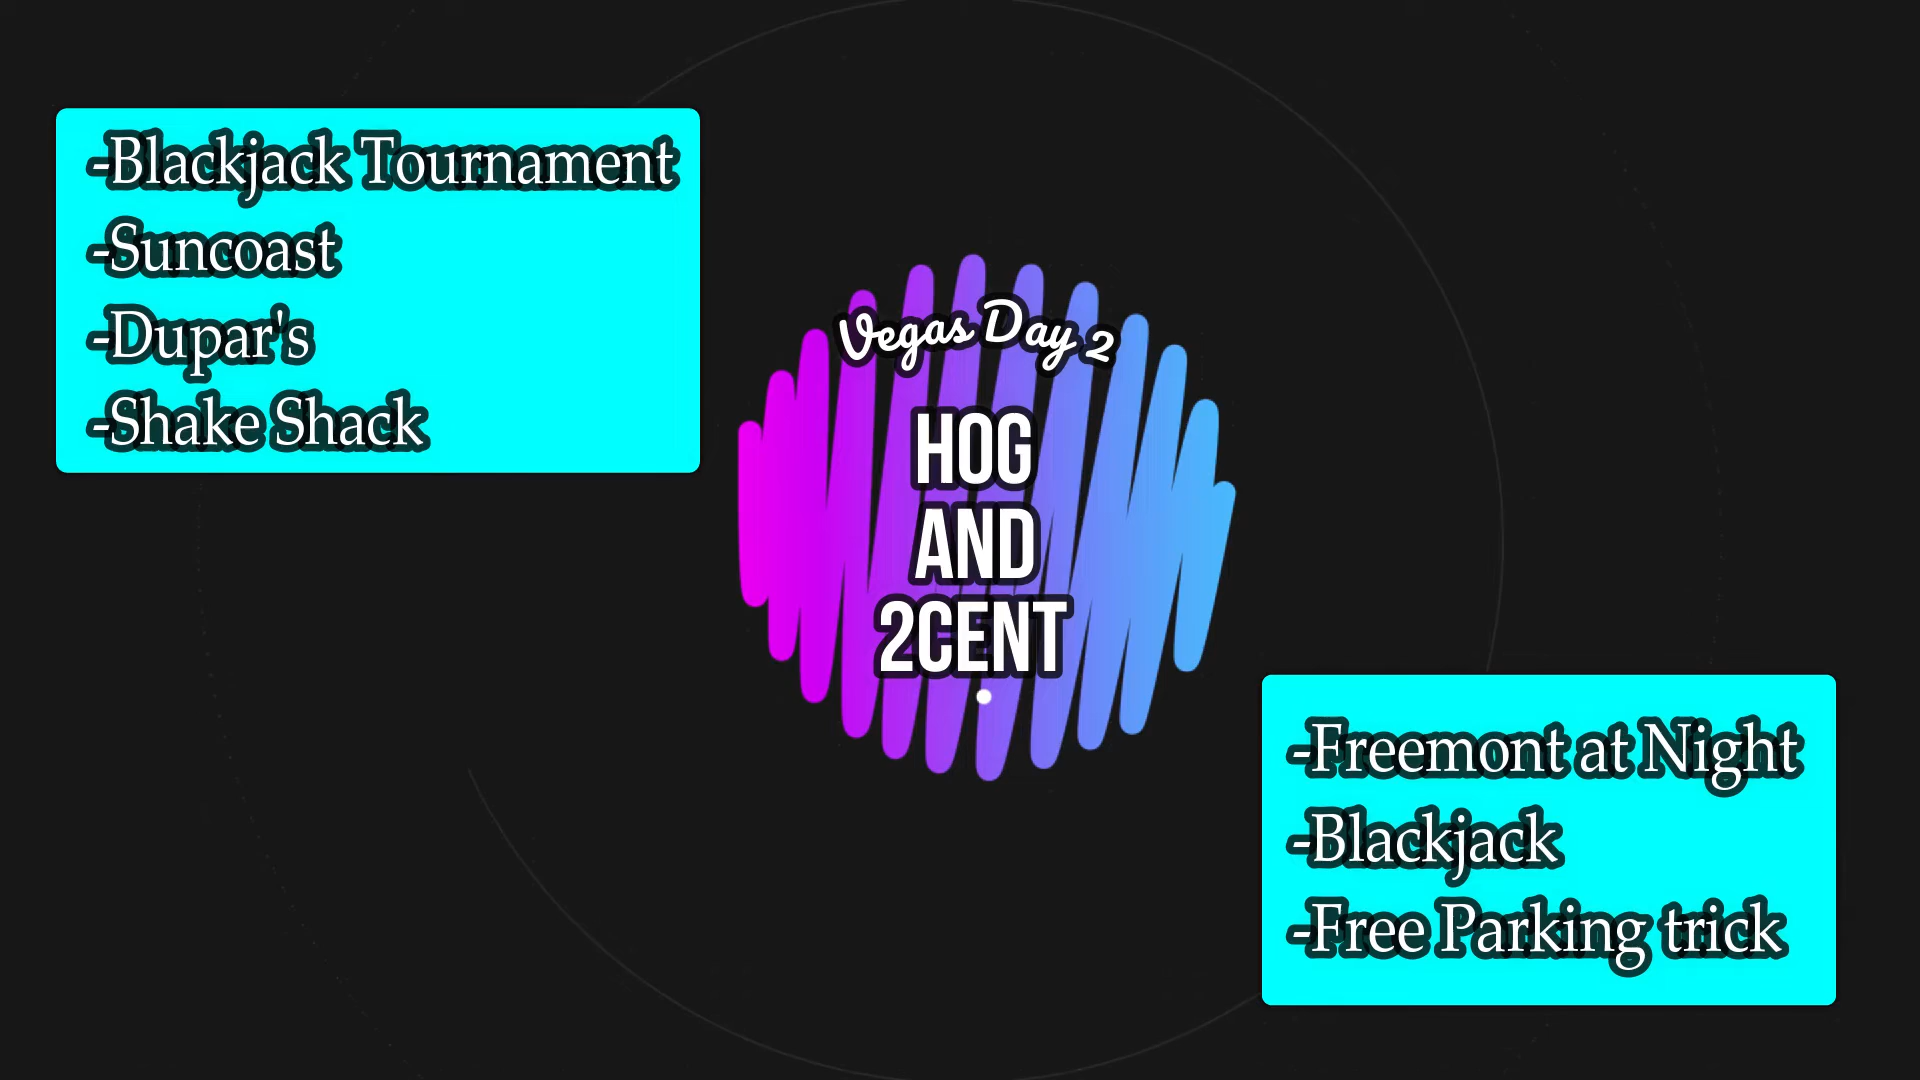 -Blackjack Tournament
-Suncoast
-Dupar's
-Shake Shack
Vegas Day 2
HOG
AND
2CENT
-Freemont at Night
-Blackjack
-Free Parking trick